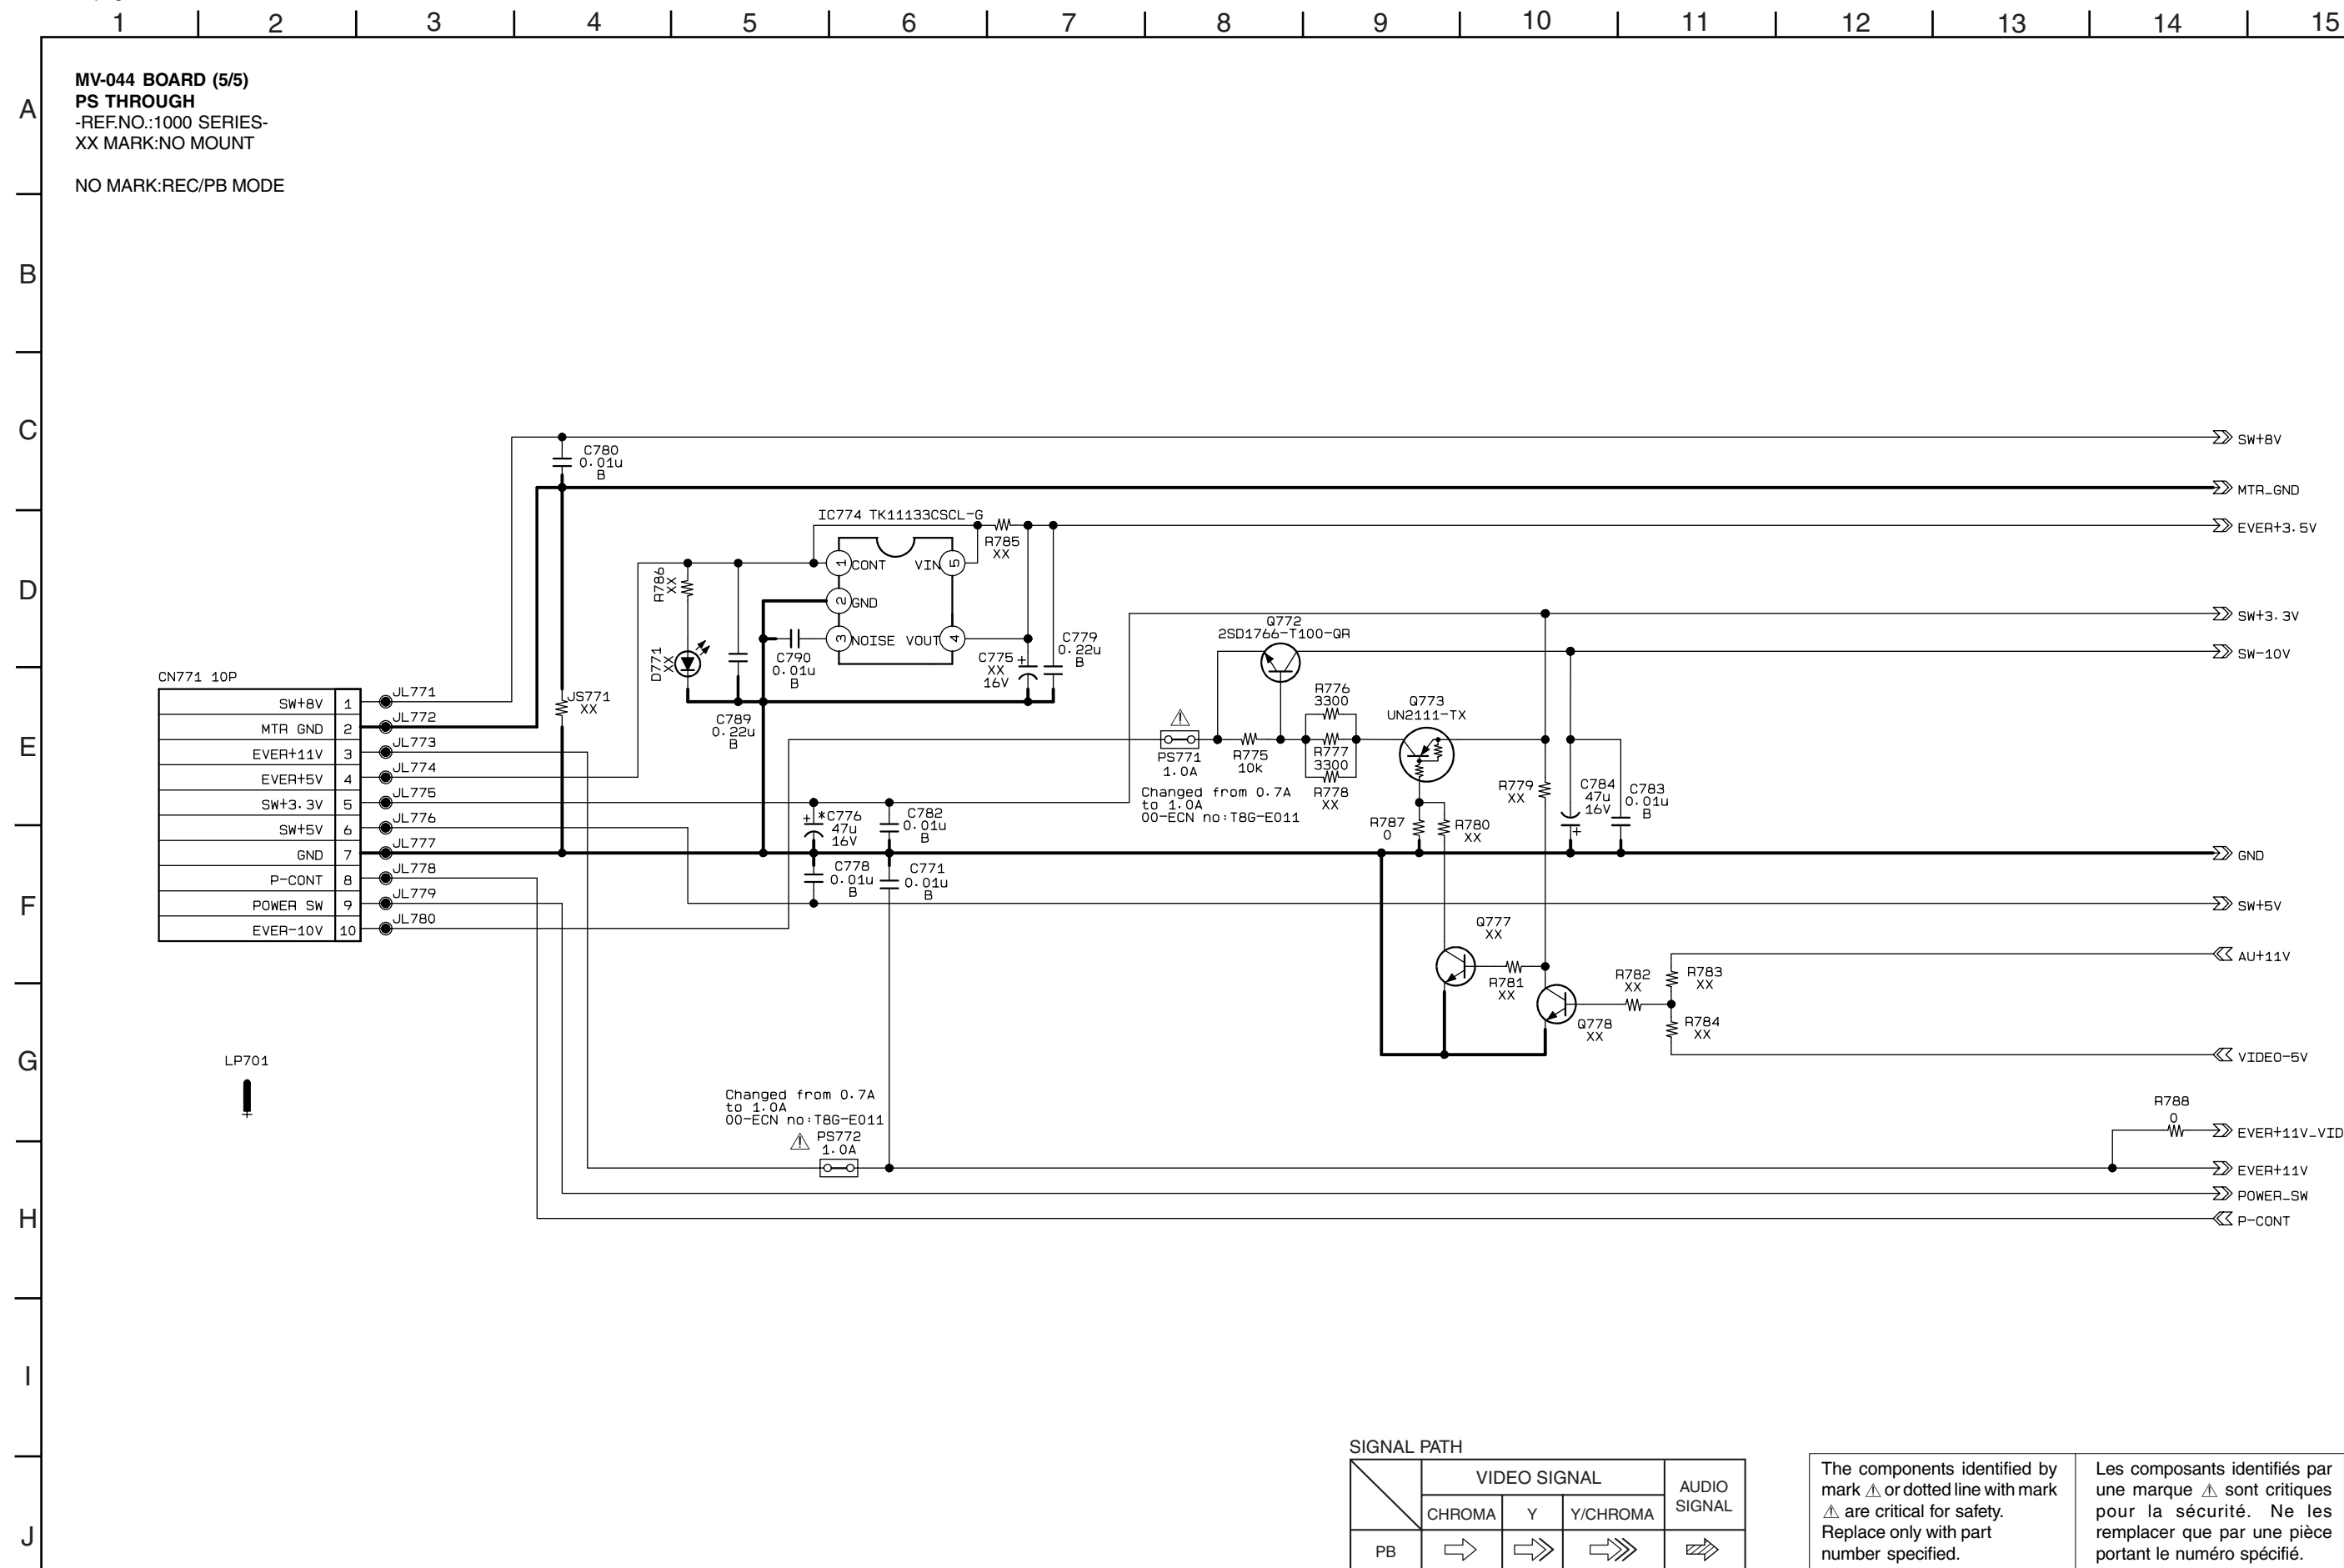 1 2 3 4 5 6 7 8 9 10 11 12 13 14 15
A
MV-044 BOARD (5/5)
PS THROUGH
-REF.NO.:1000 SERIES-
XX MARK:NO MOUNT
NO MARK:REC/PB MODE
B
C
C780
0.01u
B
SW+8V
MTR_GND
D
IC774 TK11133CSCL-G
R785
XX
EVER+3.5V
R786
XX
1 CONT VIN 5
2 GND
3 NOISE VOUT 4
D771
XX
C790
0.01u
B
C775
XX
16V
+
C779
0.22u
B
Q772
2SD1766-T100-QR
SW+3.3V
SW-10V
E
CN771 10P
SW+8V 1 JL771
MTR GND 2 JL772
EVER+11V 3 JL773
EVER+5V 4 JL774
SW+3.3V 5 JL775
SW+5V 6 JL776
GND 7 JL777
P-CONT 8 JL778
POWER SW 9 JL779
EVER-10V 10 JL780
JS771
XX
C789
0.22u
B
PS771
1.0A
Changed from 0.7A
to 1.0A
00-ECN no:T8G-E011
R775
10k
R776
3300
R777
3300
R778
XX
Q773
UN2111-TX
R779
XX
C784
47u
16V
+
C783
0.01u
B
+
*C776
47u
16V
C782
0.01u
B
R787
0
R780
XX
GND
F
C778
0.01u
B
C771
0.01u
B
SW+5V
Q777
XX
R781
XX
AU+11V
R782
XX
R783
XX
G
Q778
XX
R784
XX
VIDEO-5V
LP701
Changed from 0.7A
to 1.0A
00-ECN no:T8G-E011
PS772
1.0A
R788
0
EVER+11V_VID
EVER+11V
POWER_SW
H
P-CONT
I
SIGNAL PATH
VIDEO SIGNAL
AUDIO
SIGNAL
CHROMA Y Y/CHROMA
PB
J
The components identified by
mark ⚠ or dotted line with mark
⚠ are critical for safety.
Replace only with part
number specified.
Les composants identifiés par
une marque ⚠ sont critiques
pour la sécurité. Ne les
remplacer que par une pièce
portant le numéro spécifié.